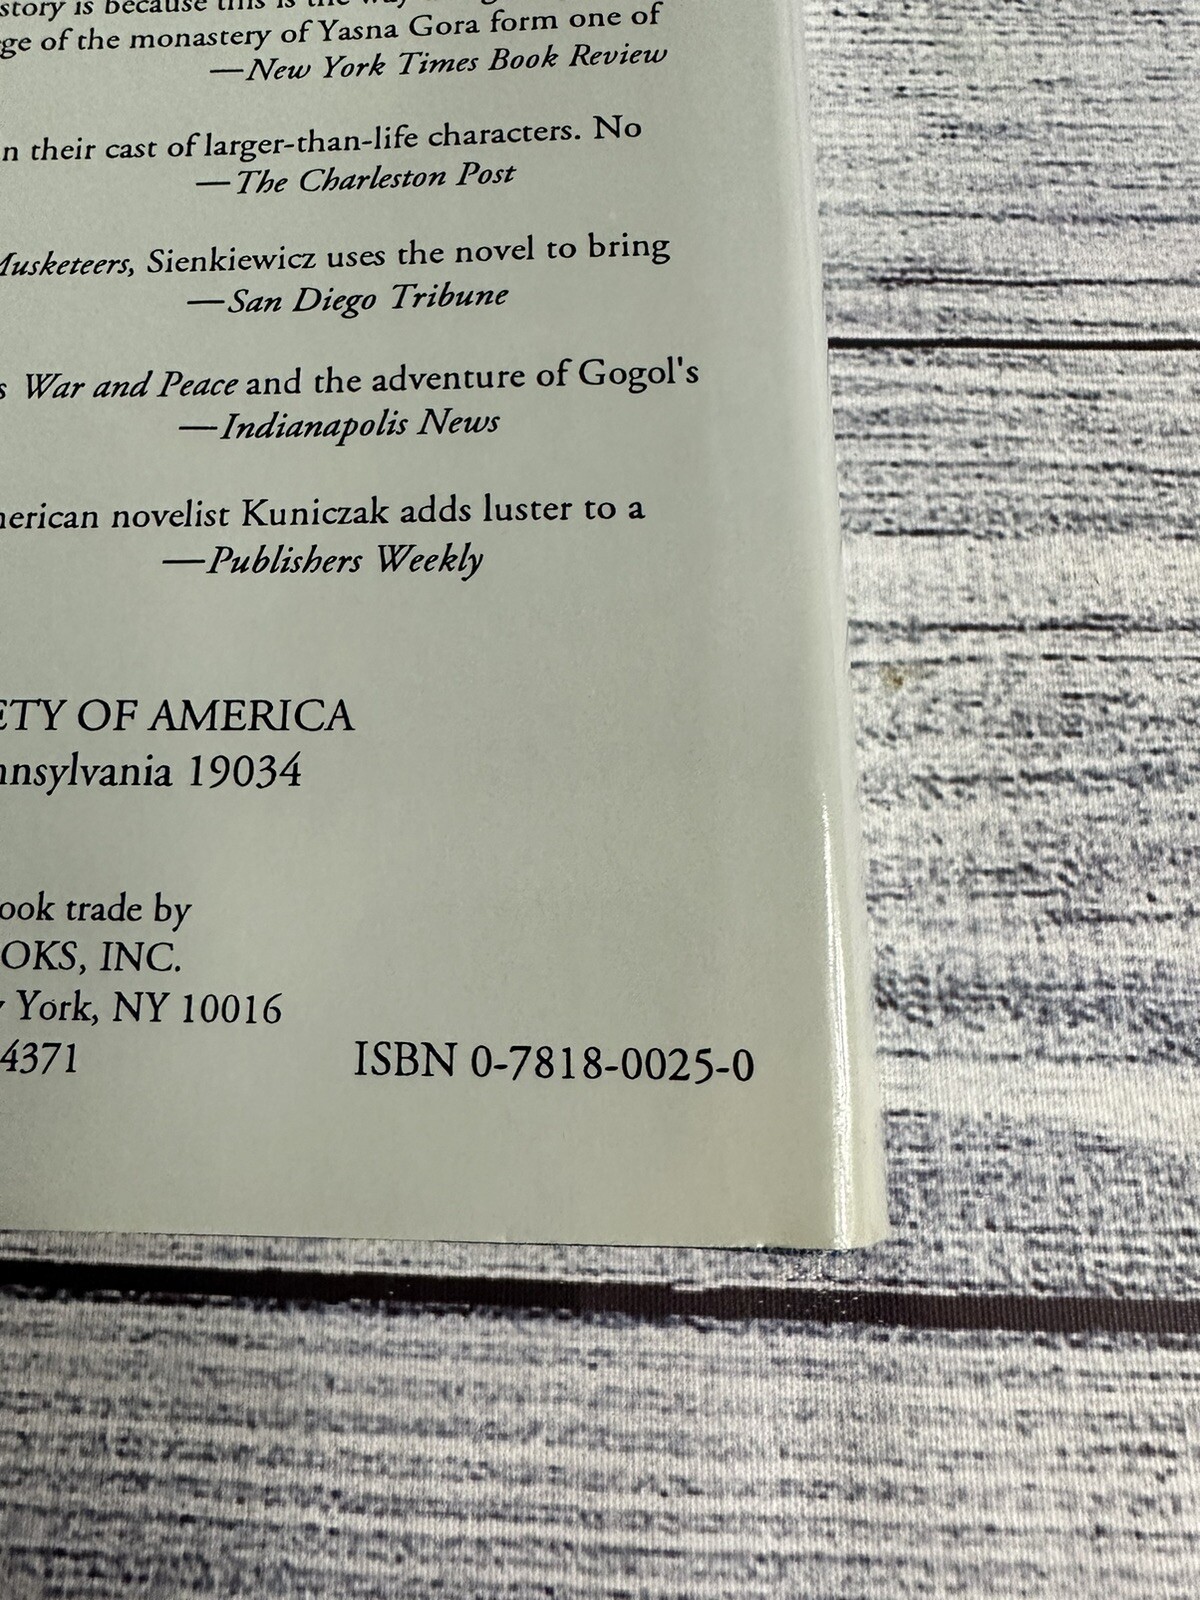 story is because this is the way
ge of the monastery of Yasna Gora form one of
—New York Times Book Review
n their cast of larger-than-life characters. No
—The Charleston Post
Musketeers, Sienkiewicz uses the novel to bring
—San Diego Tribune
s War and Peace and the adventure of Gogol's
—Indianapolis News
merican novelist Kuniczak adds luster to a
—Publishers Weekly
ETY OF AMERICA
nnsylvania 19034
ook trade by
OKS, INC.
York, NY 10016
4371 ISBN 0-7818-0025-0